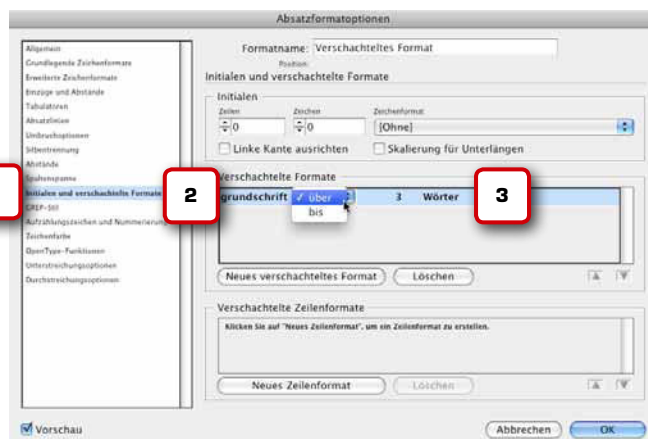 Absatzformatoptionen
Allgemein
Grundlegende Zeichenformate
Erweiterte Zeichenformate
Einzüge und Abstände
Tabulatoren
Absatzlinien
Umbruchoptionen
Silbentrennung
Abstände
Spaltenspanne
Initialen und verschachtelte Formate
GREP-Stil
Aufzählungszeichen und Nummerierung
Zeichenfarbe
OpenType-Funktionen
Unterstreichungsoptionen
Durchstreichungsoptionen
Formatname: Verschachteltes Format
Position:
Initialen und verschachtelte Formate
Initialen
Zeilen Zeichen Zeichenformat
0 0 [Ohne]
Linke Kante ausrichten Skalierung für Unterlängen
Verschachtelte Formate
2 grundschrift ✓ über 3 Wörter 3
bis
Neues verschachteltes Format Löschen
Verschachtelte Zeilenformate
Klicken Sie auf "Neues Zeilenformat", um ein Zeilenformat zu erstellen.
Neues Zeilenformat Löschen
Vorschau Abbrechen OK